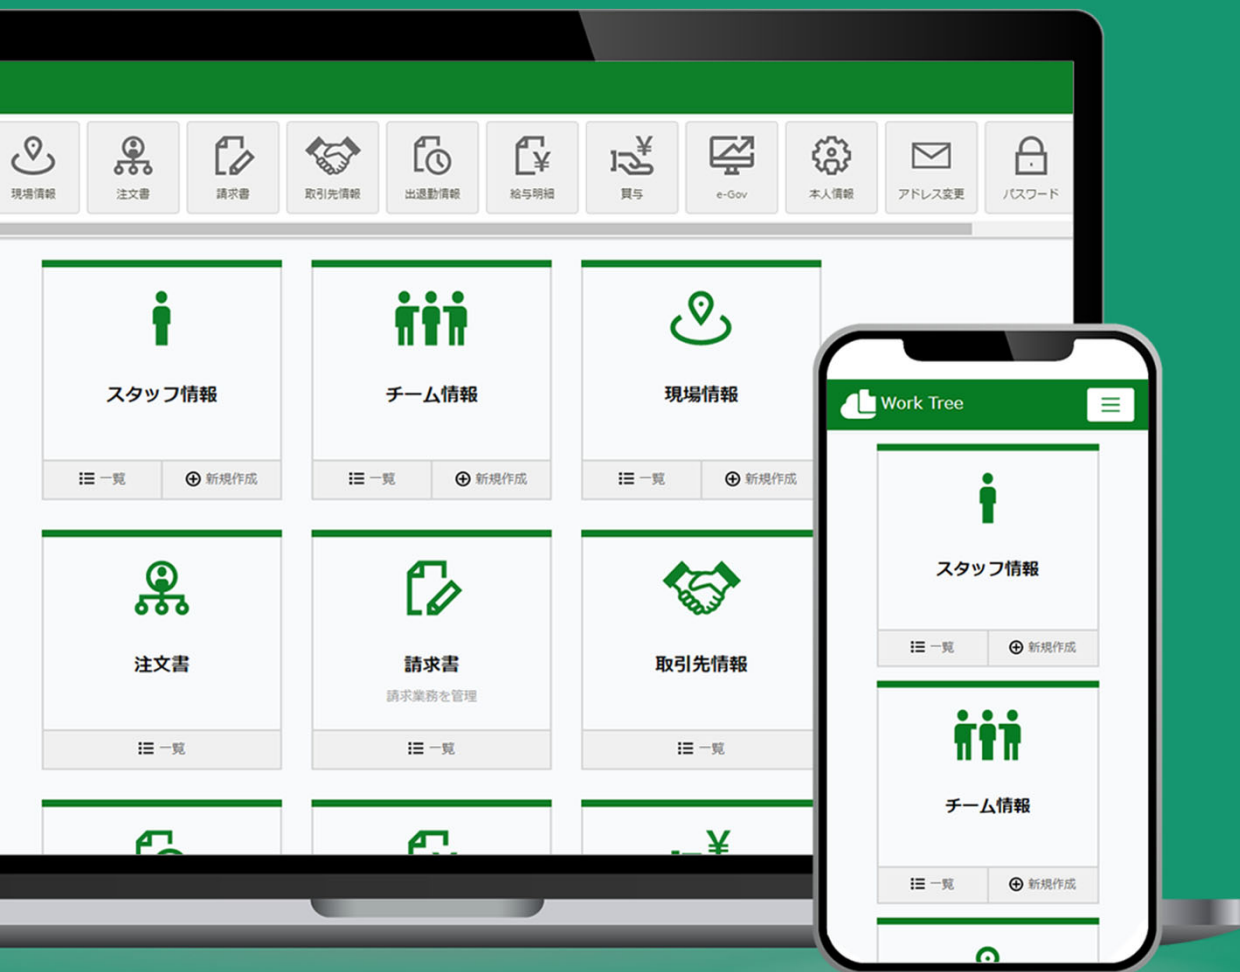 現場情報
注文書
請求書
取引先情報
出退勤情報
給与明細
賞与
e-Gov
本人情報
アドレス変更
パスワード
スタッフ情報
一覧
新規作成
チーム情報
一覧
新規作成
現場情報
一覧
新規作成
注文書
一覧
請求書
請求業務を管理
一覧
取引先情報
一覧
Work Tree
スタッフ情報
一覧
新規作成
チーム情報
一覧
新規作成